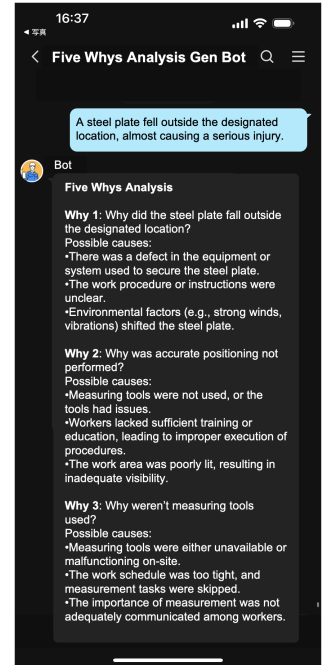 16:37
◀ 写真
Five Whys Analysis Gen Bot
A steel plate fell outside the designated
location, almost causing a serious injury.
Bot
Five Whys Analysis
Why 1: Why did the steel plate fall outside
the designated location?
Possible causes:
•There was a defect in the equipment or
system used to secure the steel plate.
•The work procedure or instructions were
unclear.
•Environmental factors (e.g., strong winds,
vibrations) shifted the steel plate.
Why 2: Why was accurate positioning not
performed?
Possible causes:
•Measuring tools were not used, or the
tools had issues.
•Workers lacked sufficient training or
education, leading to improper execution of
procedures.
•The work area was poorly lit, resulting in
inadequate visibility.
Why 3: Why weren't measuring tools
used?
Possible causes:
•Measuring tools were either unavailable or
malfunctioning on-site.
•The work schedule was too tight, and
measurement tasks were skipped.
•The importance of measurement was not
adequately communicated among workers.